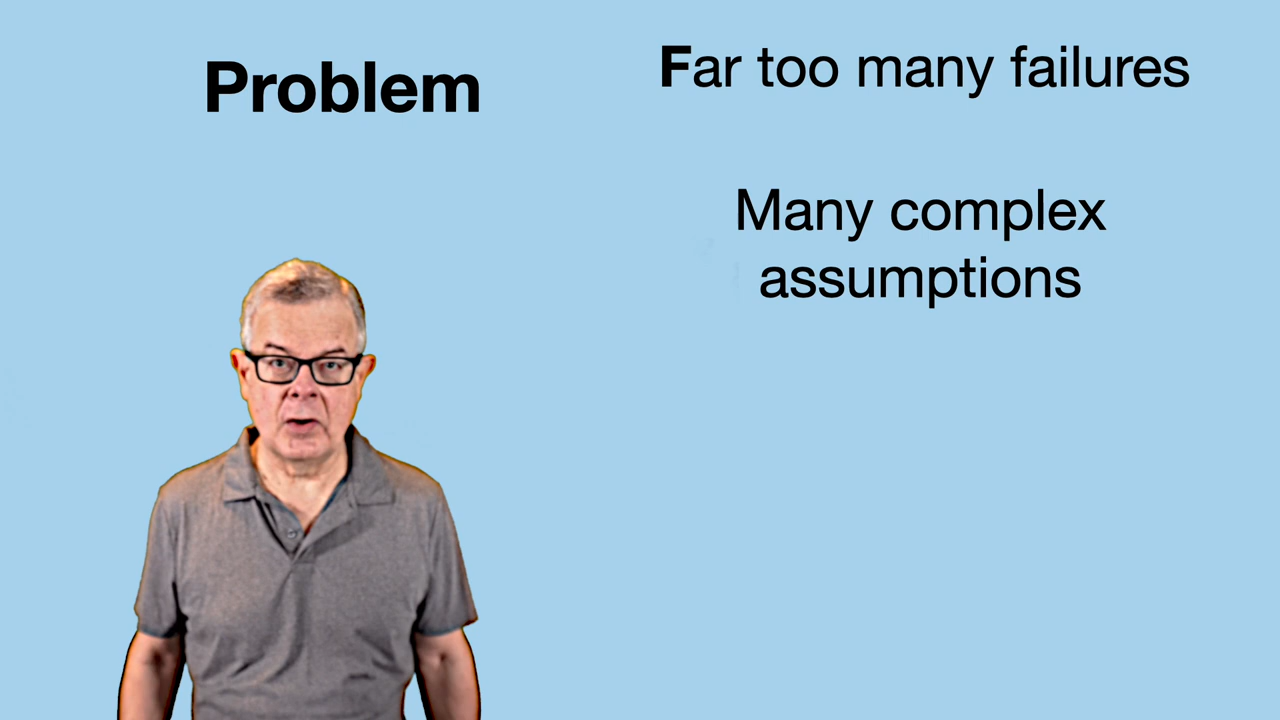 Problem
Far too many failures
Many complex
assumptions